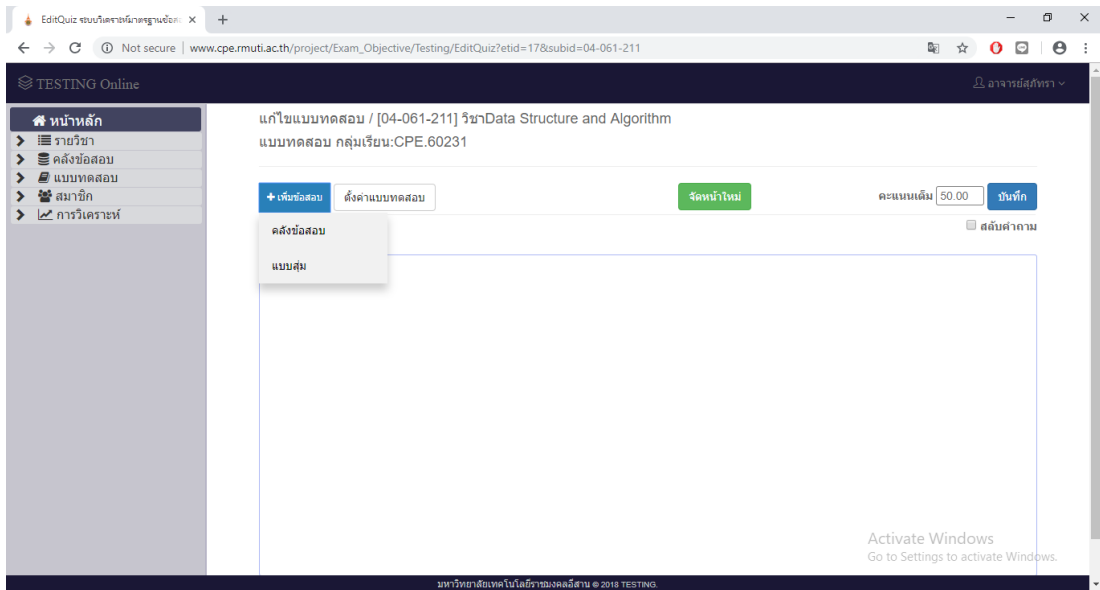 EditQuiz ระบบวิเคราะห์มาตรฐานข้อส
Not secure | www.cpe.rmuti.ac.th/project/Exam_Objective/Testing/EditQuiz?etid=17&subid=04-061-211
TESTING Online
อาจารย์สุภัทรา
หน้าหลัก
รายวิชา
คลังข้อสอบ
แบบทดสอบ
สมาชิก
การวิเคราะห์
แก้ไขแบบทดสอบ / [04-061-211] วิชาData Structure and Algorithm
แบบทดสอบ กลุ่มเรียน:CPE.60231
+ เพิ่มข้อสอบ ตั้งค่าแบบทดสอบ จัดหน้าใหม่ คะแนนเต็ม 50.00 บันทึก
สลับคำถาม
คลังข้อสอบ
แบบสุ่ม
Activate Windows
Go to Settings to activate Windows.
มหาวิทยาลัยเทคโนโลยีราชมงคลอีสาน © 2018 TESTING.